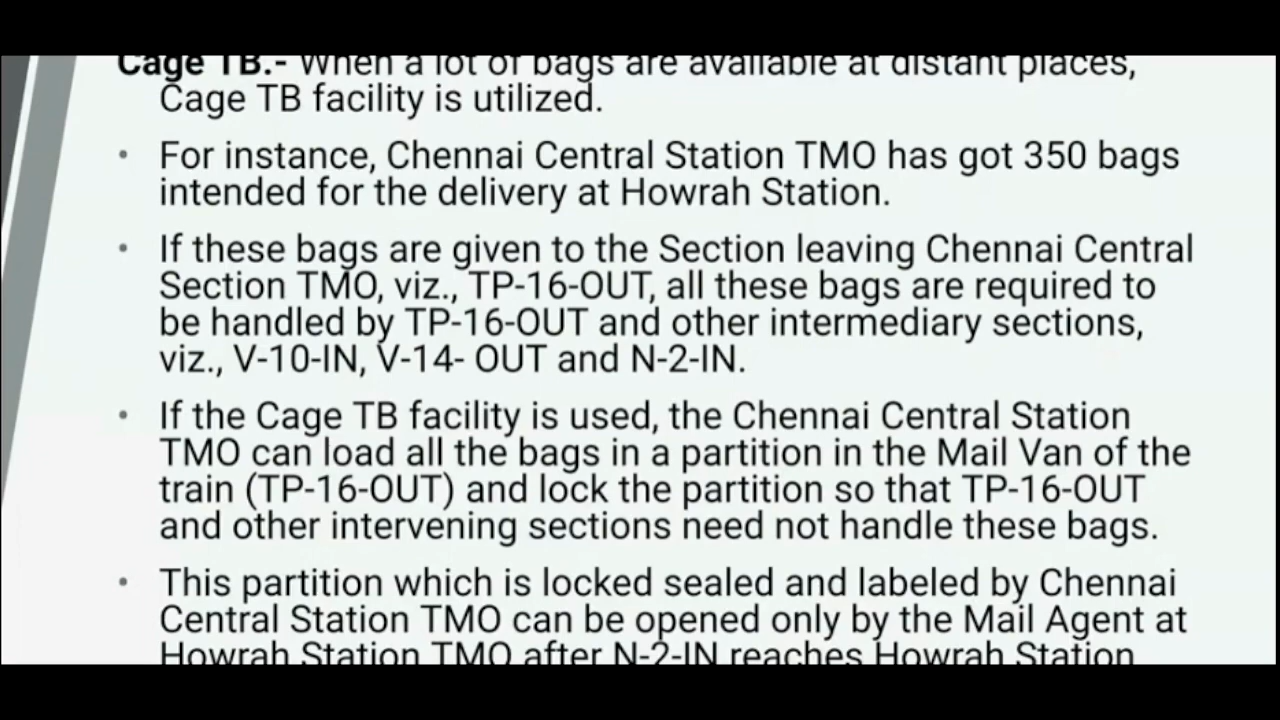 Cage TB.- When a lot of bags are available at distant places,
Cage TB facility is utilized.
• For instance, Chennai Central Station TMO has got 350 bags
intended for the delivery at Howrah Station.
• If these bags are given to the Section leaving Chennai Central
Section TMO, viz., TP-16-OUT, all these bags are required to
be handled by TP-16-OUT and other intermediary sections,
viz., V-10-IN, V-14- OUT and N-2-IN.
• If the Cage TB facility is used, the Chennai Central Station
TMO can load all the bags in a partition in the Mail Van of the
train (TP-16-OUT) and lock the partition so that TP-16-OUT
and other intervening sections need not handle these bags.
• This partition which is locked sealed and labeled by Chennai
Central Station TMO can be opened only by the Mail Agent at
Howrah Station TMO after N-2-IN reaches Howrah Station